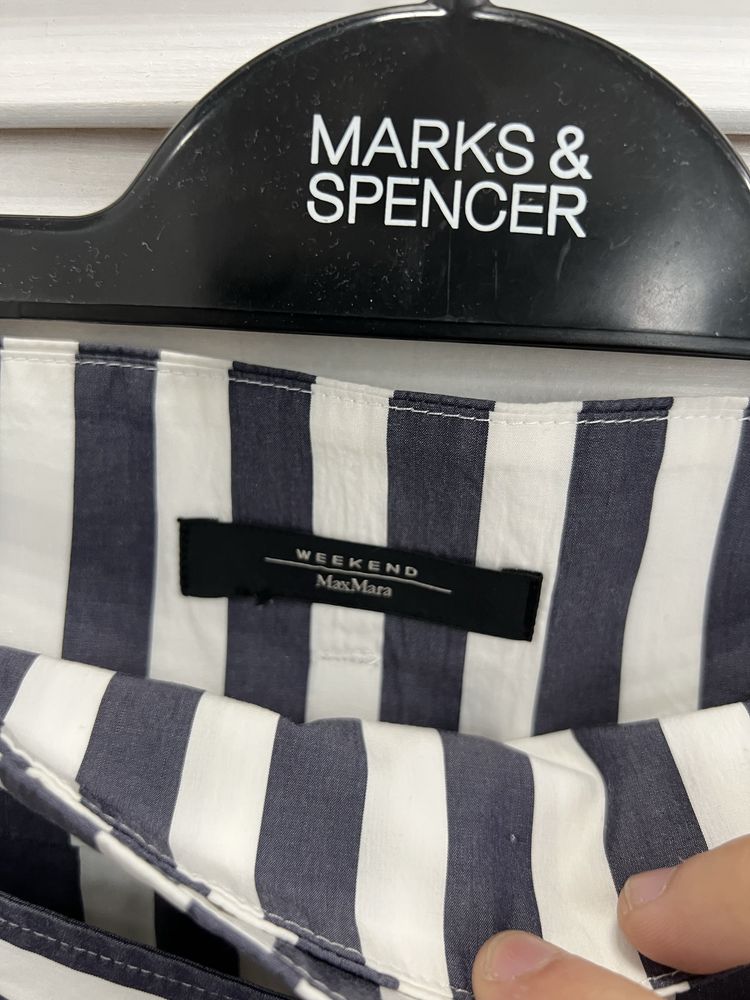 MARKS &
SPENCER
WEEKEND
MaxMara